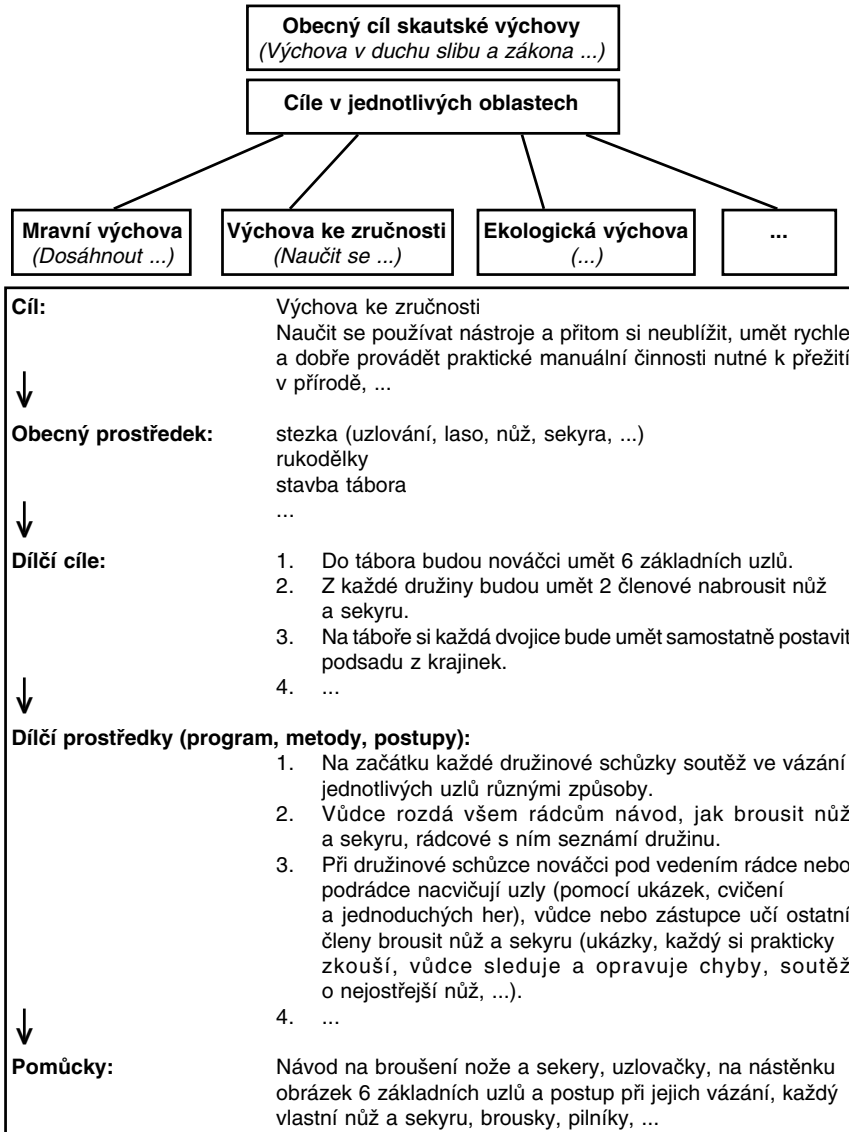 Obecný cíl skautské výchovy
(Výchova v duchu slibu a zákona ...)
Cíle v jednotlivých oblastech
Mravní výchova
(Dosáhnout ...)
Výchova ke zručnosti
(Naučit se ...)
Ekologická výchova
(...)
...
Cíl: Výchova ke zručnosti
Naučit se používat nástroje a přitom si neublížit, umět rychle
a dobře provádět praktické manuální činnosti nutné k přežití
v přírodě, ...
Obecný prostředek: stezka (uzlování, laso, nůž, sekyra, ...)
rukodělky
stavba tábora
...
Dílčí cíle: 1. Do tábora budou nováčci umět 6 základních uzlů.
2. Z každé družiny budou umět 2 členové nabrousit nůž
a sekyru.
3. Na táboře si každá dvojice bude umět samostatně postavit
podsadu z krajinek.
4. ...
Dílčí prostředky (program, metody, postupy):
1. Na začátku každé družinové schůzky soutěž ve vázání
jednotlivých uzlů různými způsoby.
2. Vůdce rozdá všem rádcům návod, jak brousit nůž
a sekyru, rádcové s ním seznámí družinu.
3. Při družinové schůzce nováčci pod vedením rádce nebo
podrádce nacvičují uzly (pomocí ukázek, cvičení
a jednoduchých her), vůdce nebo zástupce učí ostatní
členy brousit nůž a sekyru (ukázky, každý si prakticky
zkouší, vůdce sleduje a opravuje chyby, soutěž
o nejostřejší nůž, ...).
4. ...
Pomůcky: Návod na broušení nože a sekery, uzlovačky, na nástěnku
obrázek 6 základních uzlů a postup při jejich vázání, každý
vlastní nůž a sekyru, brousky, pilníky, ...